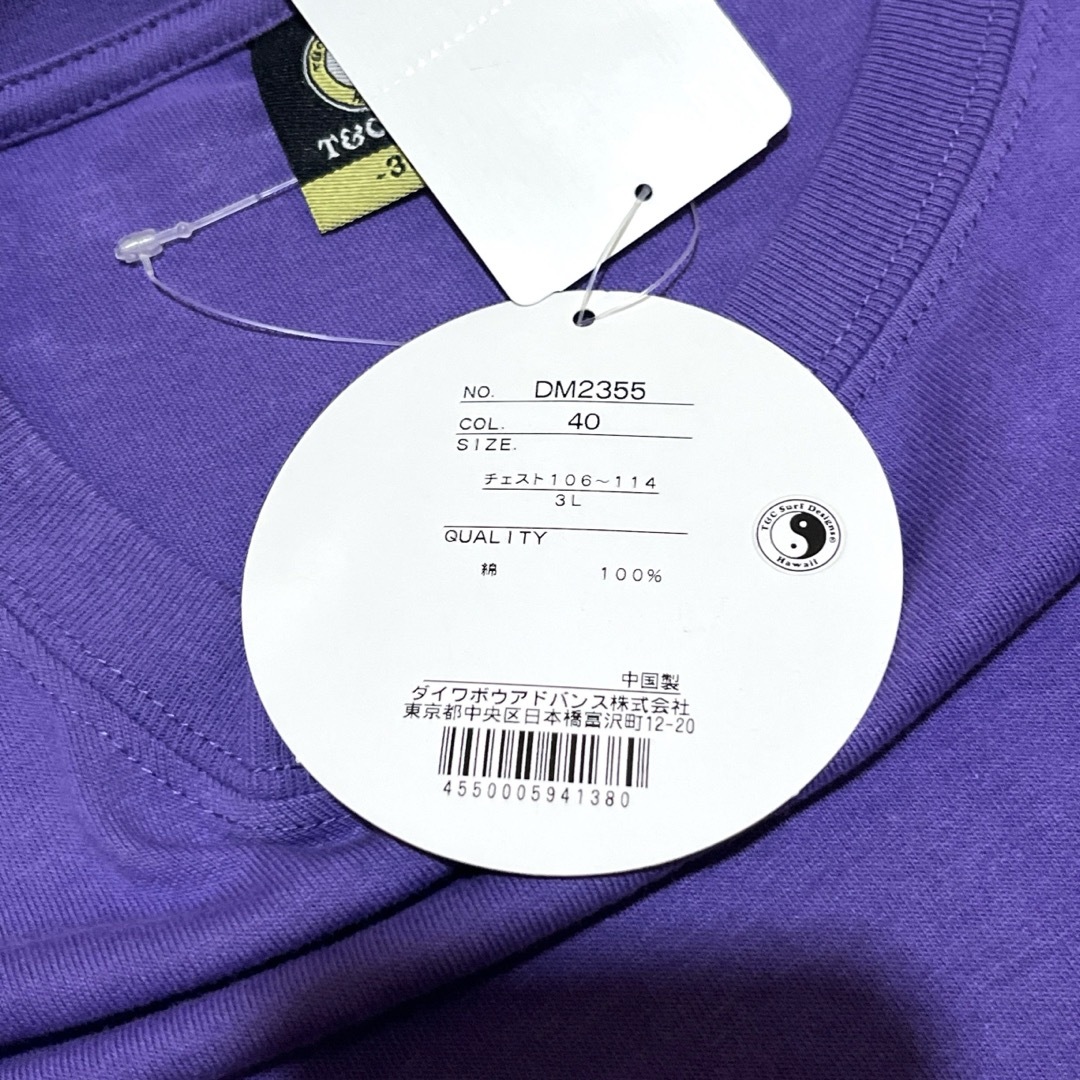 T&C
-3
NO. DM2355
COL. 40
SIZE.
チェスト106～114
3L
QUALITY
綿 100%
T&C Surf Designs®
Hawaii
中国製
ダイワボウアドバンス株式会社
東京都中央区日本橋富沢町12-20
4550005941380